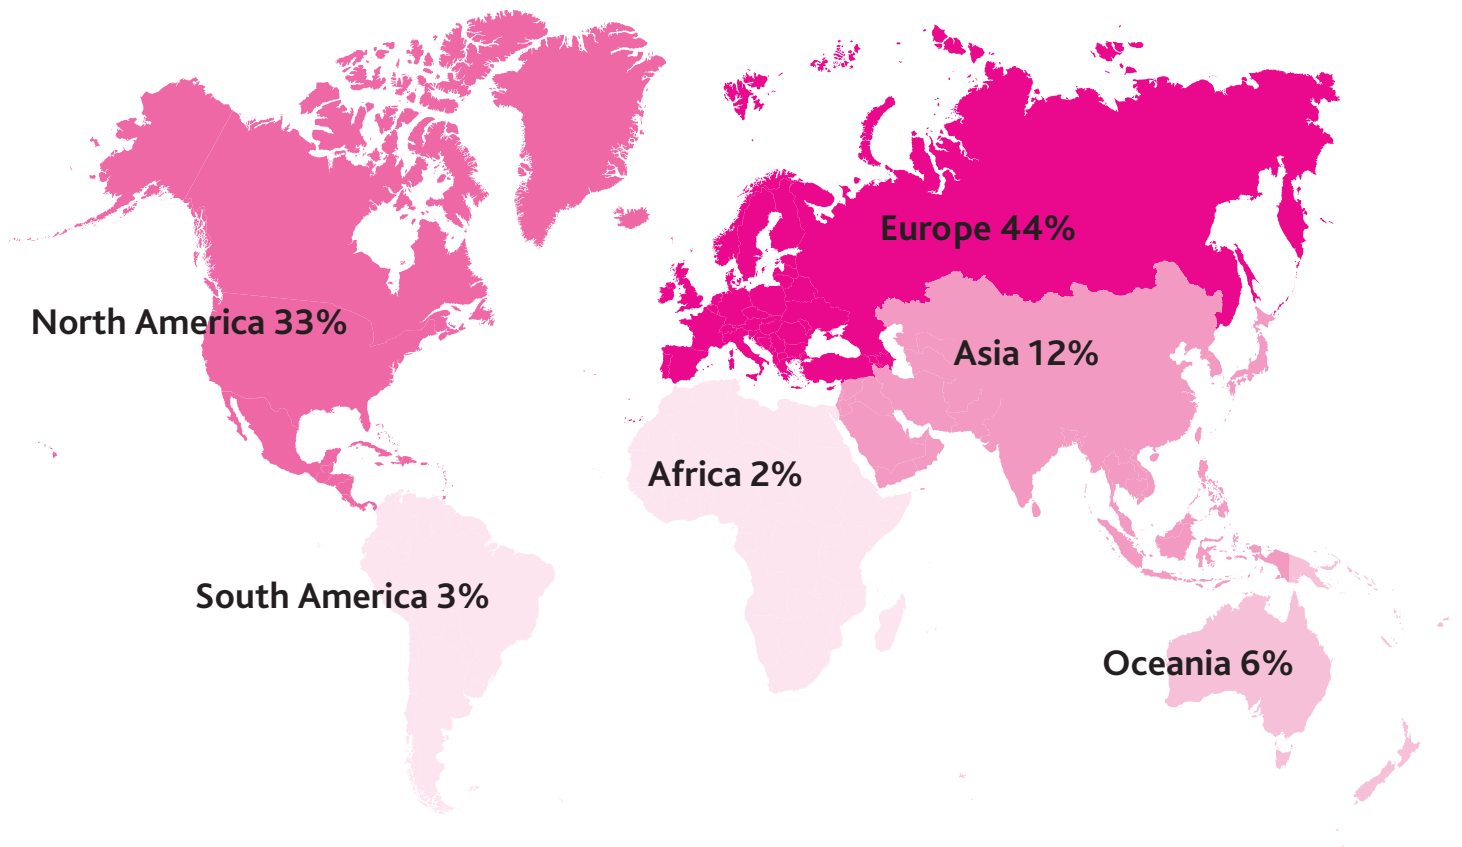 Europe 44%
North America 33%
Asia 12%
Africa 2%
South America 3%
Oceania 6%